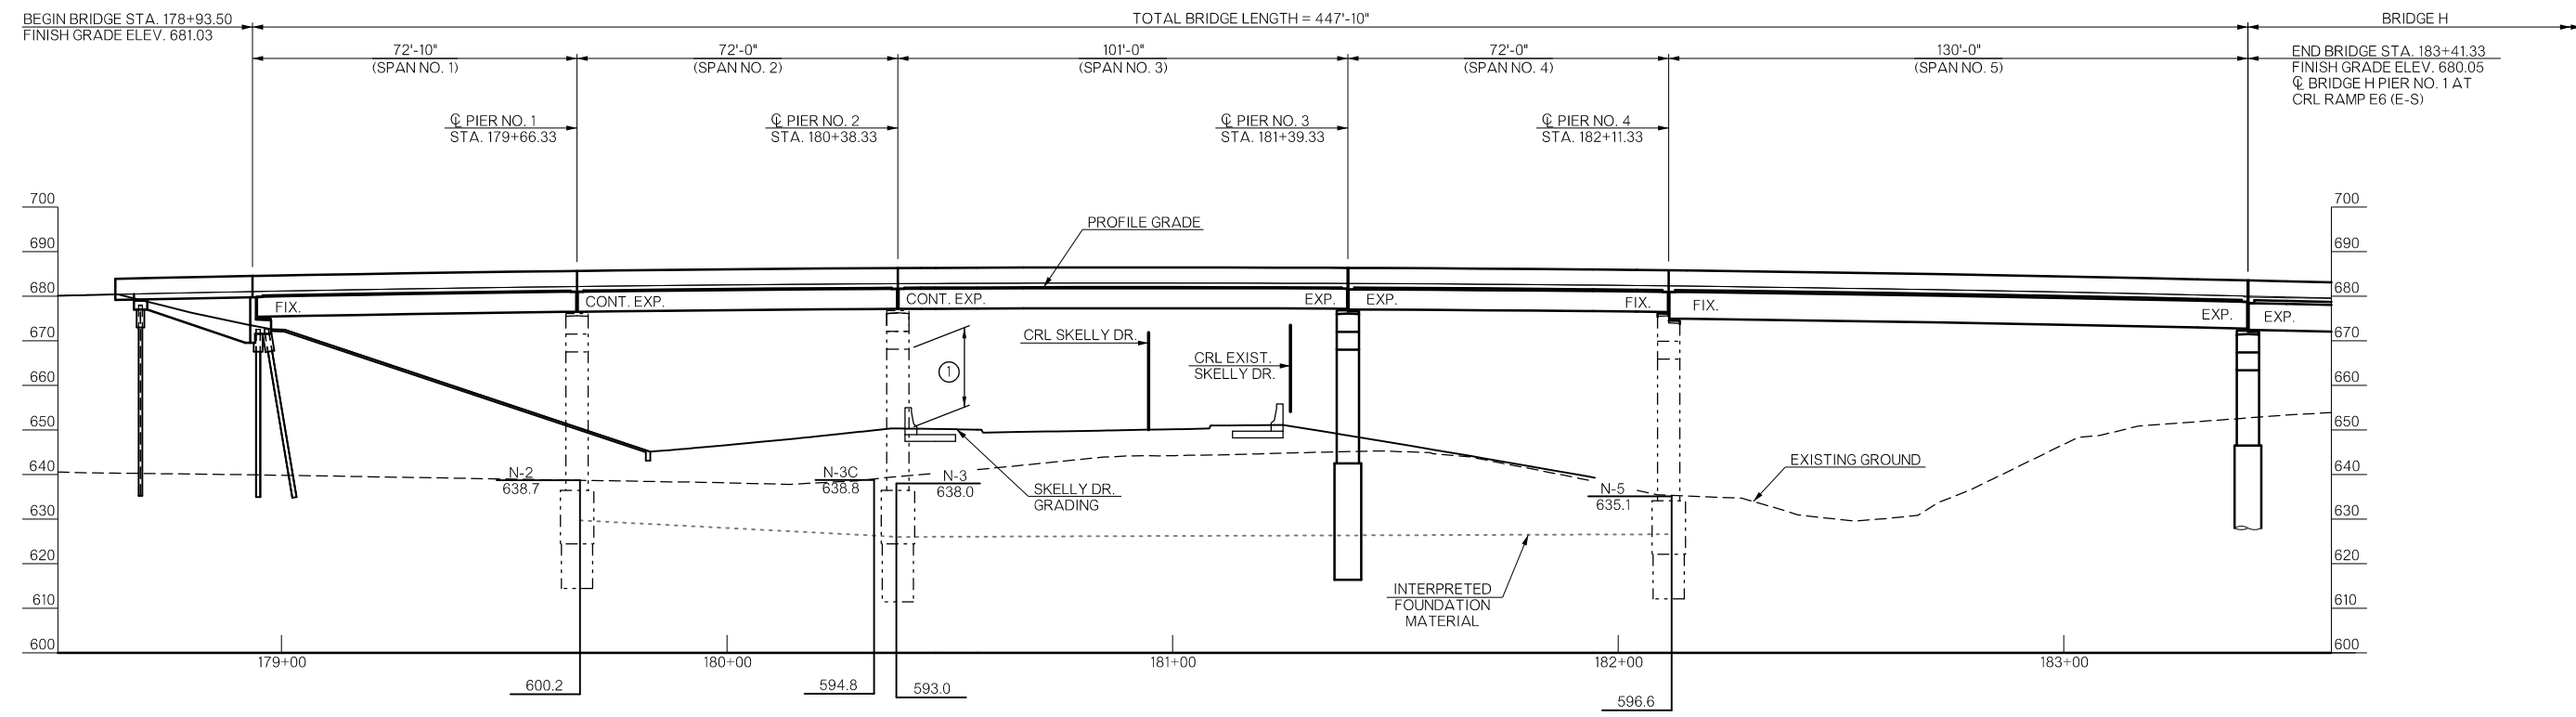 BEGIN BRIDGE STA. 178+93.50
FINISH GRADE ELEV. 681.03
TOTAL BRIDGE LENGTH = 447'-10"
BRIDGE H
72'-10"
(SPAN NO. 1)
72'-0"
(SPAN NO. 2)
101'-0"
(SPAN NO. 3)
72'-0"
(SPAN NO. 4)
130'-0"
(SPAN NO. 5)
END BRIDGE STA. 183+41.33
FINISH GRADE ELEV. 680.05
℄ BRIDGE H PIER NO. 1 AT
CRL RAMP E6 (E-S)
℄ PIER NO. 1
STA. 179+66.33
℄ PIER NO. 2
STA. 180+38.33
℄ PIER NO. 3
STA. 181+39.33
℄ PIER NO. 4
STA. 182+11.33
700
690
680
670
660
650
640
630
620
610
600
PROFILE GRADE
FIX.
CONT. EXP.
CONT. EXP.
EXP.
EXP.
FIX.
FIX.
EXP.
EXP.
CRL SKELLY DR.
CRL EXIST.
SKELLY DR.
1
N-2
638.7
N-3C
638.8
N-3
638.0
SKELLY DR.
GRADING
N-5
635.1
EXISTING GROUND
INTERPRETED
FOUNDATION
MATERIAL
700
690
680
670
660
650
640
630
620
610
600
179+00
180+00
181+00
182+00
183+00
600.2
594.8
593.0
596.6